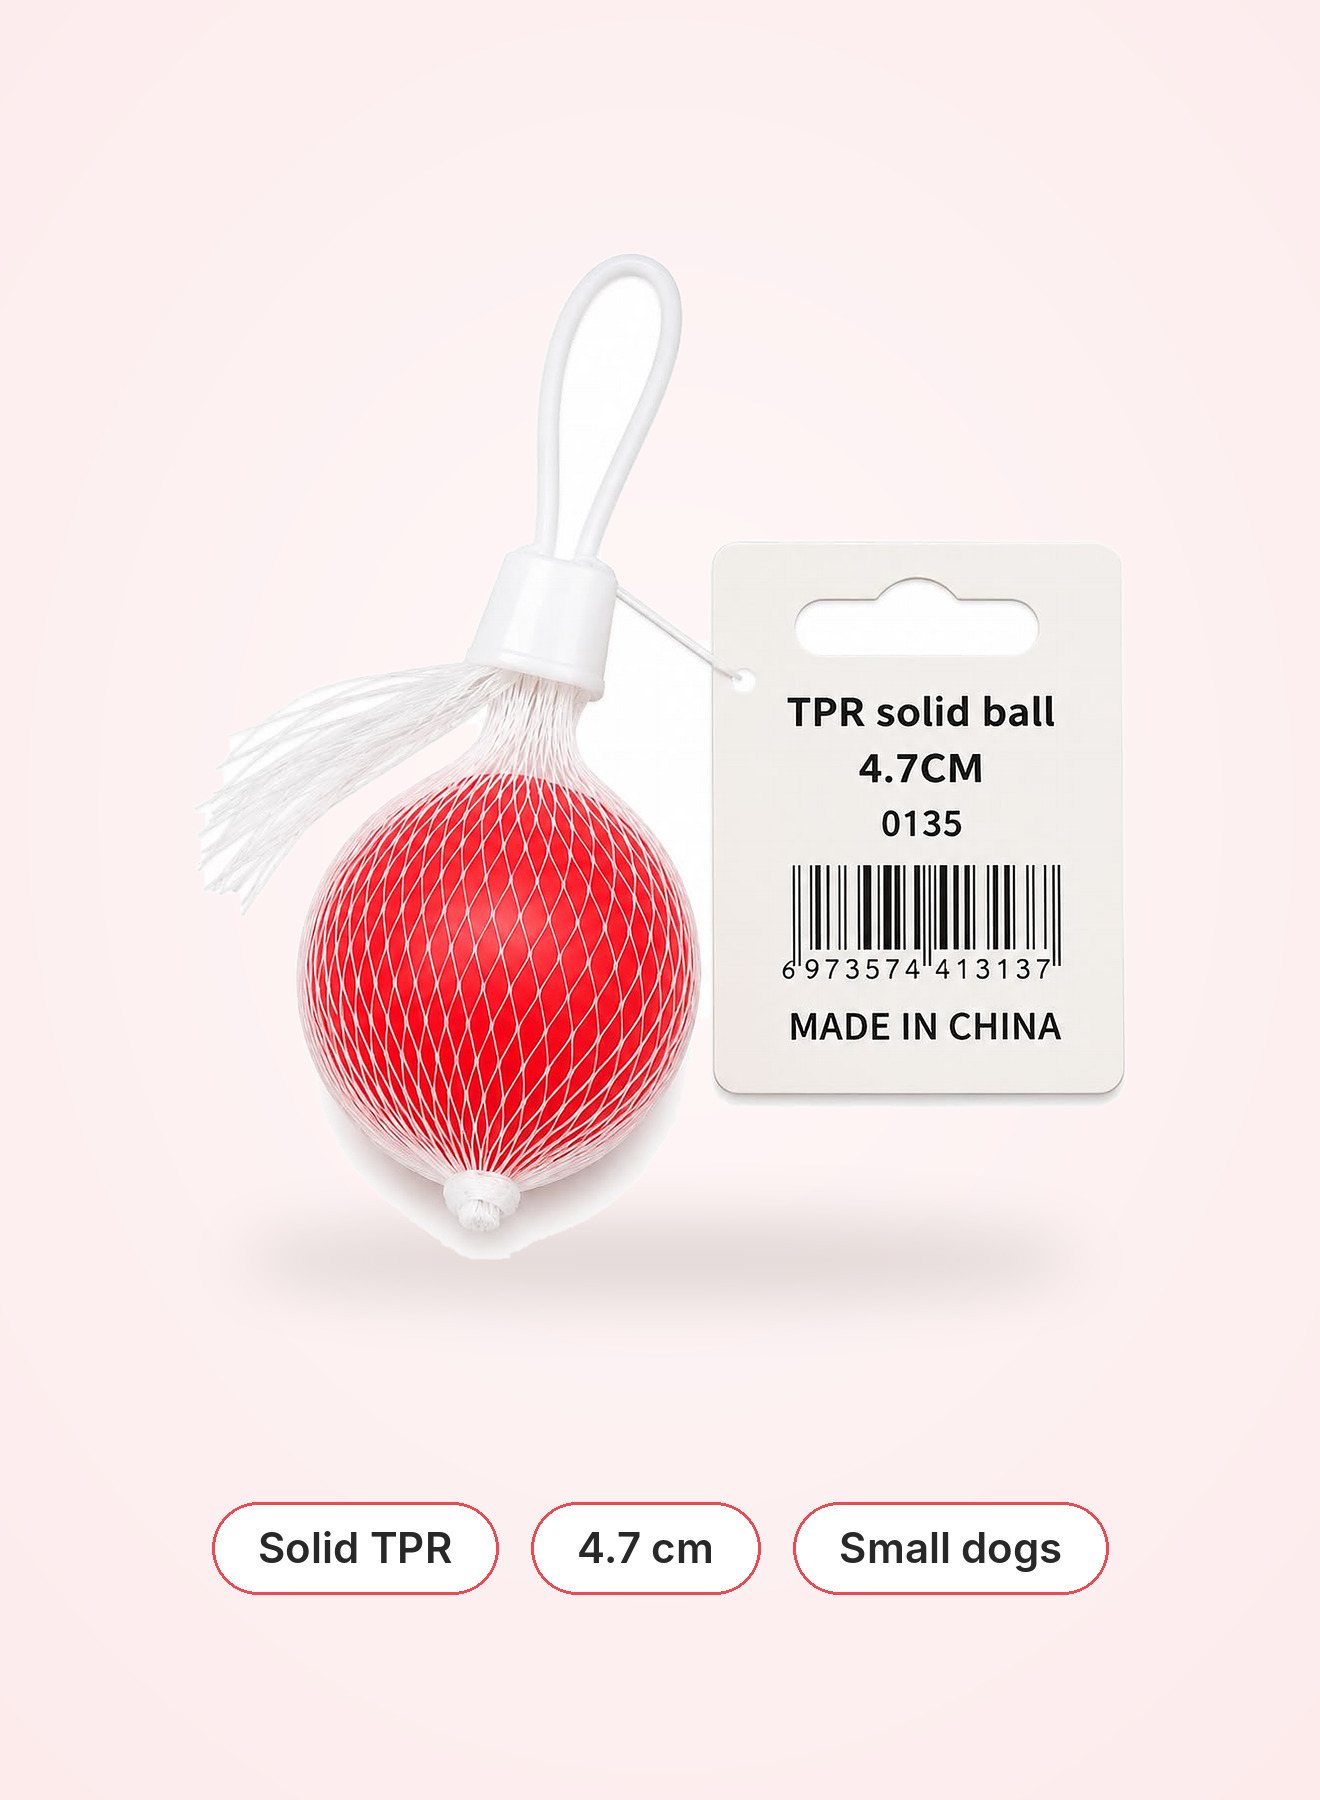 TPR solid ball
4.7CM
0135
6 973574 413137
MADE IN CHINA
Solid TPR
4.7 cm
Small dogs